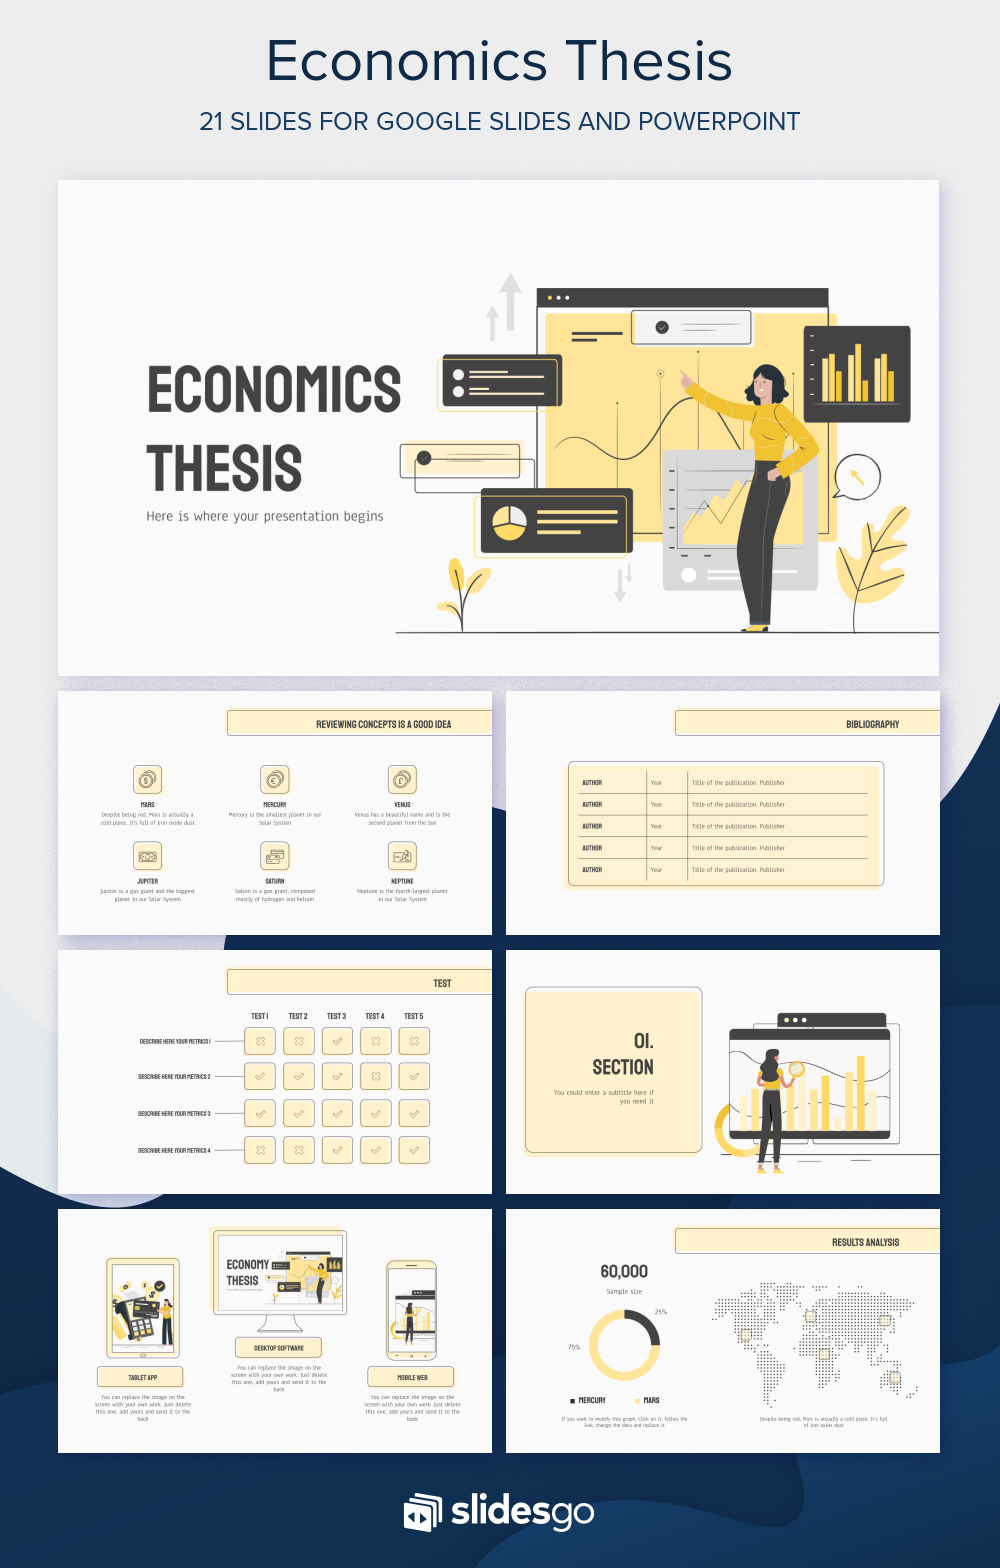 Economics Thesis
21 SLIDES FOR GOOGLE SLIDES AND POWERPOINT
ECONOMICS
THESIS
Here is where your presentation begins
REVIEWING CONCEPTS IS A GOOD IDEA
MARS
Despite being red, Mars is actually a
cold place. It's full of iron oxide dust
MERCURY
Mercury is the smallest planet in our
Solar System
VENUS
Venus has a beautiful name and is the
second planet from the Sun
JUPITER
Jupiter is a gas giant and the biggest
planet in our Solar System
SATURN
Saturn is a gas giant, composed
mostly of hydrogen and helium
NEPTUNE
Neptune is the fourth-largest planet
in our Solar System
BIBLIOGRAPHY
AUTHOR Year Title of the publication. Publisher
AUTHOR Year Title of the publication. Publisher
AUTHOR Year Title of the publication. Publisher
AUTHOR Year Title of the publication. Publisher
AUTHOR Year Title of the publication. Publisher
TEST
TEST 1 TEST 2 TEST 3 TEST 4 TEST 5
DESCRIBE HERE YOUR METRICS 1
DESCRIBE HERE YOUR METRICS 2
DESCRIBE HERE YOUR METRICS 3
DESCRIBE HERE YOUR METRICS 4
01.
SECTION
You could enter a subtitle here if
you need it
ECONOMY
THESIS
TABLET APP
You can replace the image on the
screen with your own work. Just delete
this one, add yours and send it to the
back
DESKTOP SOFTWARE
You can replace the image on the
screen with your own work. Just delete
this one, add yours and send it to the
back
MOBILE WEB
You can replace the image on the
screen with your own work. Just delete
this one, add yours and send it to the
back
RESULTS ANALYSIS
60,000
Sample size
25%
75%
MERCURY MARS
If you want to modify this graph, click on it, follow the
link, change the data and replace it
Despite being red, Mars is actually a cold place. It's full
of iron oxide dust
slidesgo